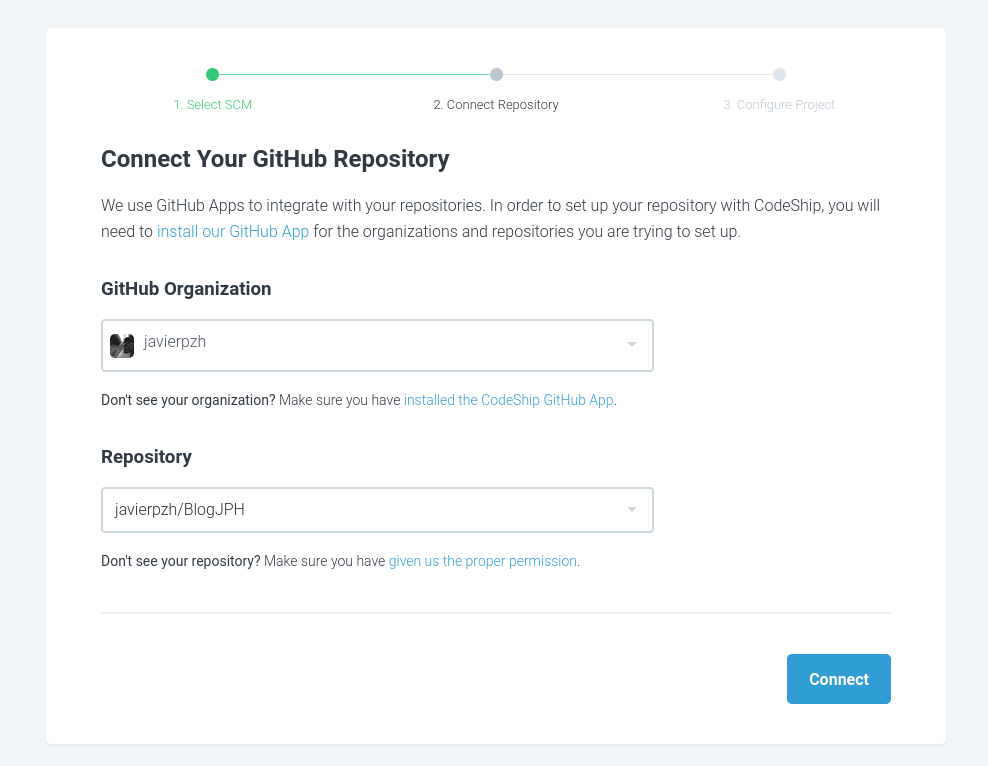 1. Select SCM
2. Connect Repository
3. Configure Project
Connect Your GitHub Repository
We use GitHub Apps to integrate with your repositories. In order to set up your repository with CodeShip, you will
need to install our GitHub App for the organizations and repositories you are trying to set up.
GitHub Organization
javierpzh
Don't see your organization? Make sure you have installed the CodeShip GitHub App.
Repository
javierpzh/BlogJPH
Don't see your repository? Make sure you have given us the proper permission.
Connect